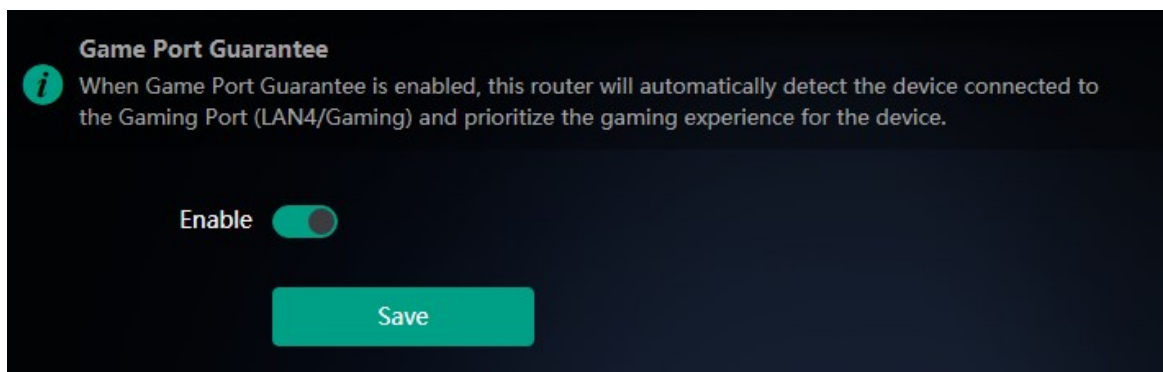 Game Port Guarantee
i
When Game Port Guarantee is enabled, this router will automatically detect the device connected to
the Gaming Port (LAN4/Gaming) and prioritize the gaming experience for the device.
Enable
Save